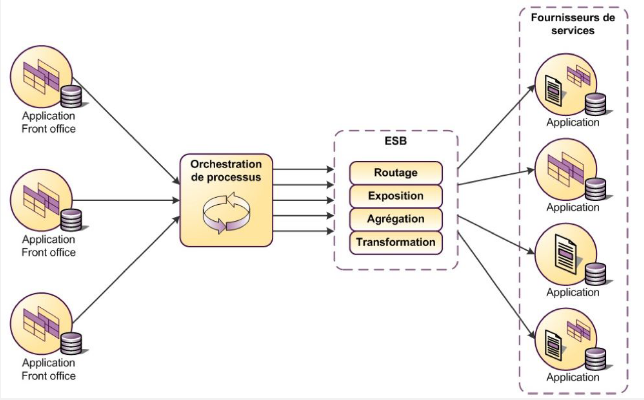 Fournisseurs de
services
Application
Front office
Application
Front office
Application
Front office
Orchestration
de processus
ESB
Routage
Exposition
Agrégation
Transformation
Application
Application
Application
Application